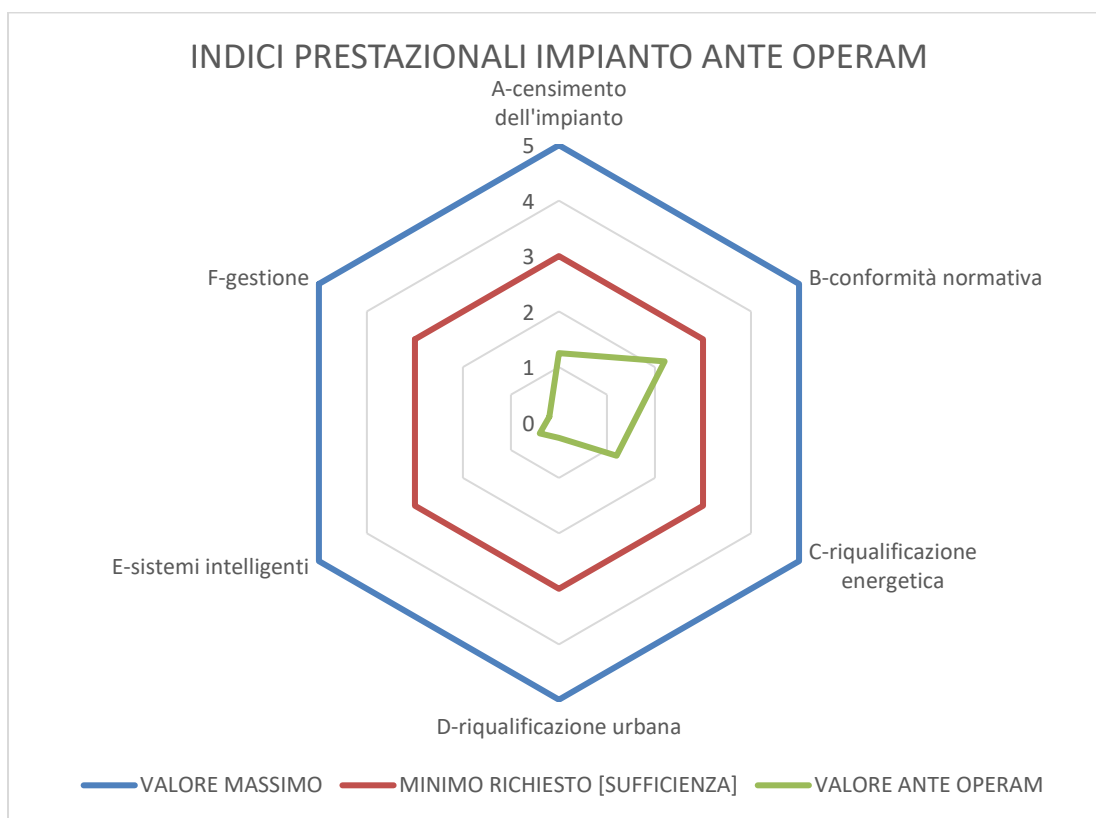 INDICI PRESTAZIONALI IMPIANTO ANTE OPERAM
A-censimento
dell'impianto
5
4
3
2
1
0
F-gestione
B-conformità normativa
E-sistemi intelligenti
C-riqualificazione
energetica
D-riqualificazione urbana
VALORE MASSIMO
MINIMO RICHIESTO [SUFFICIENZA]
VALORE ANTE OPERAM